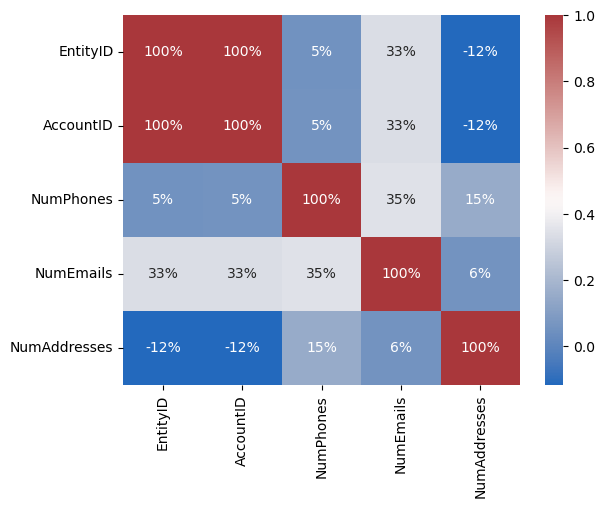 EntityID 100% 100% 5% 33% -12%
AccountID 100% 100% 5% 33% -12%
NumPhones 5% 5% 100% 35% 15%
NumEmails 33% 33% 35% 100% 6%
NumAddresses -12% -12% 15% 6% 100%
EntityID
AccountID
NumPhones
NumEmails
NumAddresses
1.0
0.8
0.6
0.4
0.2
0.0